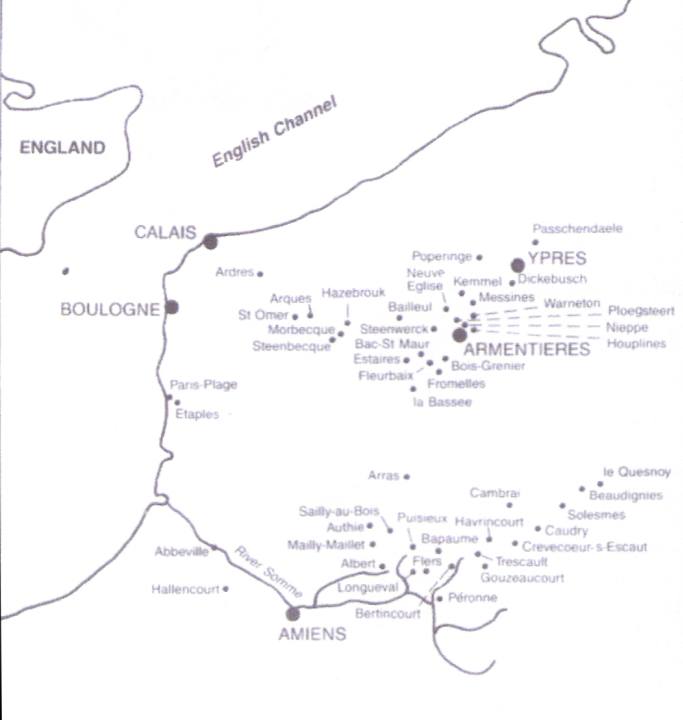 English Channel
ENGLAND
CALAIS
Passchendaele
Poperinge
YPRES
Ardres
Neuve
Eglise
Kemmel
Dickebusch
BOULOGNE
Arques
Hazebrouk
Messines
Warneton
St Omer
Bailleul
Ploegsteert
Morbecque
Steenwerck
Nieppe
Steenbecque
Bac-St Maur
ARMENTIERES
Houplines
Estaires
Bois-Grenier
Fleurbaix
Fromelles
Paris-Plage
la Bassee
Etaples
Arras
le Quesnoy
Cambrai
Beaudignies
Sailly-au-Bois
Puisieux
Havrincourt
Solesmes
Authie
Caudry
Mailly-Maillet
Bapaume
Crevecoeur-s-Escaut
Abbeville
River Somme
Albert
Flers
Trescault
Gouzeaucourt
Hallencourt
Longueval
Péronne
Bertincourt
AMIENS